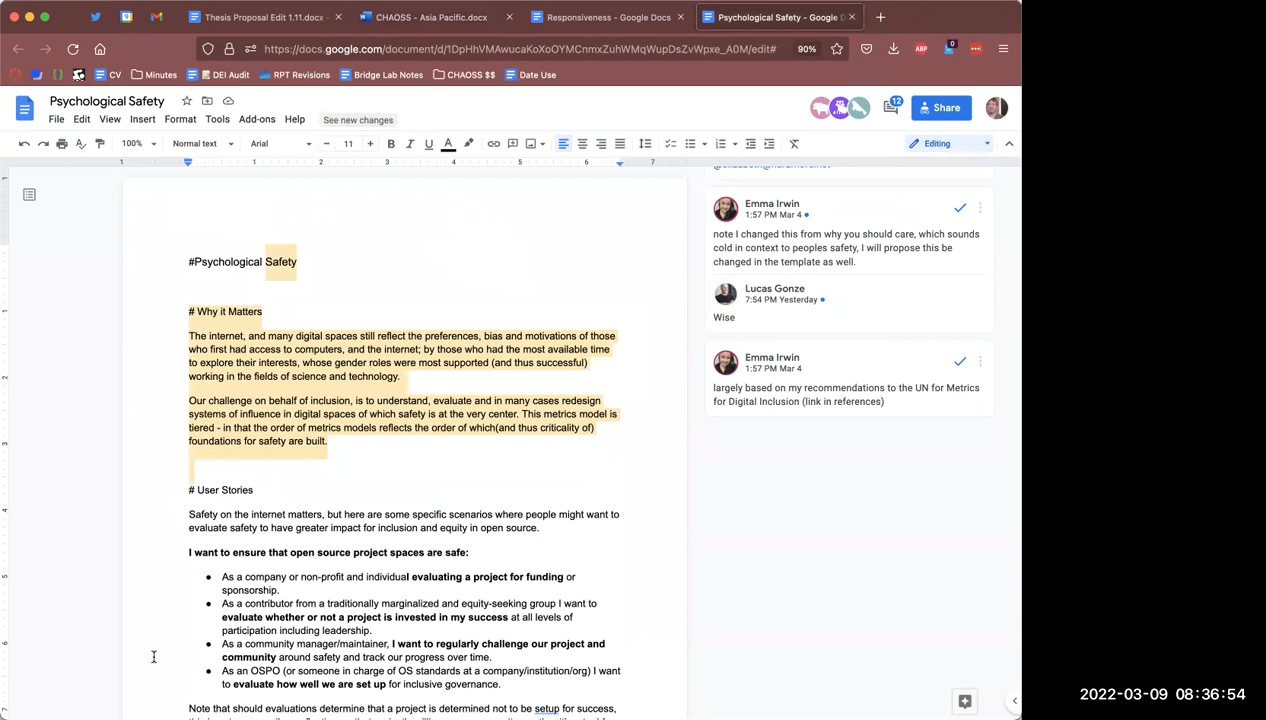 Thesis Proposal Edit 1.11.docx -
CHAOSS - Asia Pacific.docx
Responsiveness - Google Docs
Psychological Safety - Google D
https://docs.google.com/document/d/1DpHhVMAwucaKoXoOYMCnmxZuhWMqWupDsZvWpxe_A0M/edit#
90%
ABP
0
CV
Minutes
DEI Audit
RPT Revisions
Bridge Lab Notes
CHAOSS $$
Date Use
Psychological Safety
12
Share
File Edit View Insert Format Tools Add-ons Help
See new changes
100%
Normal text
Arial
11
B I U A
Editing
1 1 2 3 4 5 6 7
#Psychological Safety
# Why it Matters
The internet, and many digital spaces still reflect the preferences, bias and motivations of those
who first had access to computers, and the internet; by those who had the most available time
to explore their interests, whose gender roles were most supported (and thus successful)
working in the fields of science and technology.
Our challenge on behalf of inclusion, is to understand, evaluate and in many cases redesign
systems of influence in digital spaces of which safety is at the very center. This metrics model is
tiered - in that the order of metrics models reflects the order of which(and thus criticality of)
foundations for safety are built.
# User Stories
Safety on the internet matters, but here are some specific scenarios where people might want to
evaluate safety to have greater impact for inclusion and equity in open source.
I want to ensure that open source project spaces are safe:
● As a company or non-profit and individual evaluating a project for funding or
sponsorship.
● As a contributor from a traditionally marginalized and equity-seeking group I want to
evaluate whether or not a project is invested in my success at all levels of
participation including leadership.
● As a community manager/maintainer, I want to regularly challenge our project and
community around safety and track our progress over time.
● As an OSPO (or someone in charge of OS standards at a company/institution/org) I want
to evaluate how well we are set up for inclusive governance.
Note that should evaluations determine that a project is determined not to be setup for success,
Emma Irwin
1:57 PM Mar 4
note I changed this from why you should care, which sounds
cold in context to peoples safety, I will propose this be
changed in the template as well.
Lucas Gonze
7:54 PM Yesterday
Wise
Emma Irwin
1:57 PM Mar 4
largely based on my recommendations to the UN for Metrics
for Digital Inclusion (link in references)
2022-03-09 08:36:54